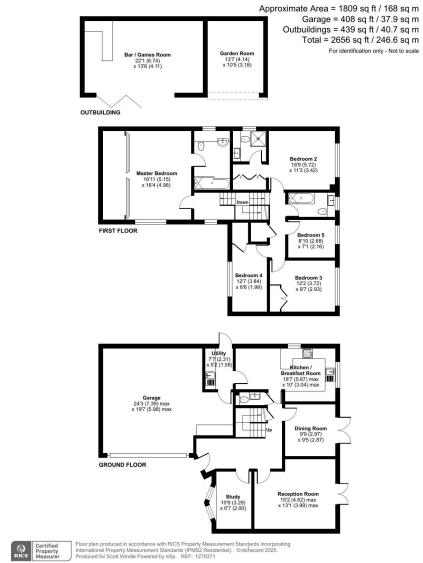 Approximate Area = 1809 sq ft / 168 sq m
Garage = 408 sq ft / 37.9 sq m
Outbuildings = 439 sq ft / 40.7 sq m
Total = 2656 sq ft / 246.6 sq m
For identification only - Not to scale
Bar / Games Room
22'1 (6.74)
x 13'6 (4.11)
Garden Room
13'7 (4.14)
x 10'5 (3.18)
OUTBUILDING
Master Bedroom
16'11 (5.15)
x 16'4 (4.98)
Bedroom 2
18'9 (5.72)
x 11'3 (3.42)
Down
Bedroom 5
8'10 (2.68)
x 7'1 (2.16)
FIRST FLOOR
Bedroom 4
12'7 (3.84)
x 6'6 (1.99)
Bedroom 3
12'2 (3.72)
x 9'7 (2.93)
Utility
7'7 (2.31)
x 5'2 (1.56)
Kitchen /
Breakfast Room
18'7 (5.67) max
x 10' (3.04) max
Garage
24'3 (7.39) max
x 19'7 (5.98) max
Up
Dining Room
9'9 (2.97)
x 9'5 (2.87)
GROUND FLOOR
Study
10'9 (3.28)
x 6'7 (2.00)
Reception Room
15'2 (4.62) max
x 13'1 (3.99) max
RICS
Certified
Property
Measurer
Floor plan produced in accordance with RICS Property Measurement Standards incorporating
International Property Measurement Standards (IPMS2 Residential). ©nichecom 2025.
Produced for Scott Windle Powered by eXp. REF: 1275071